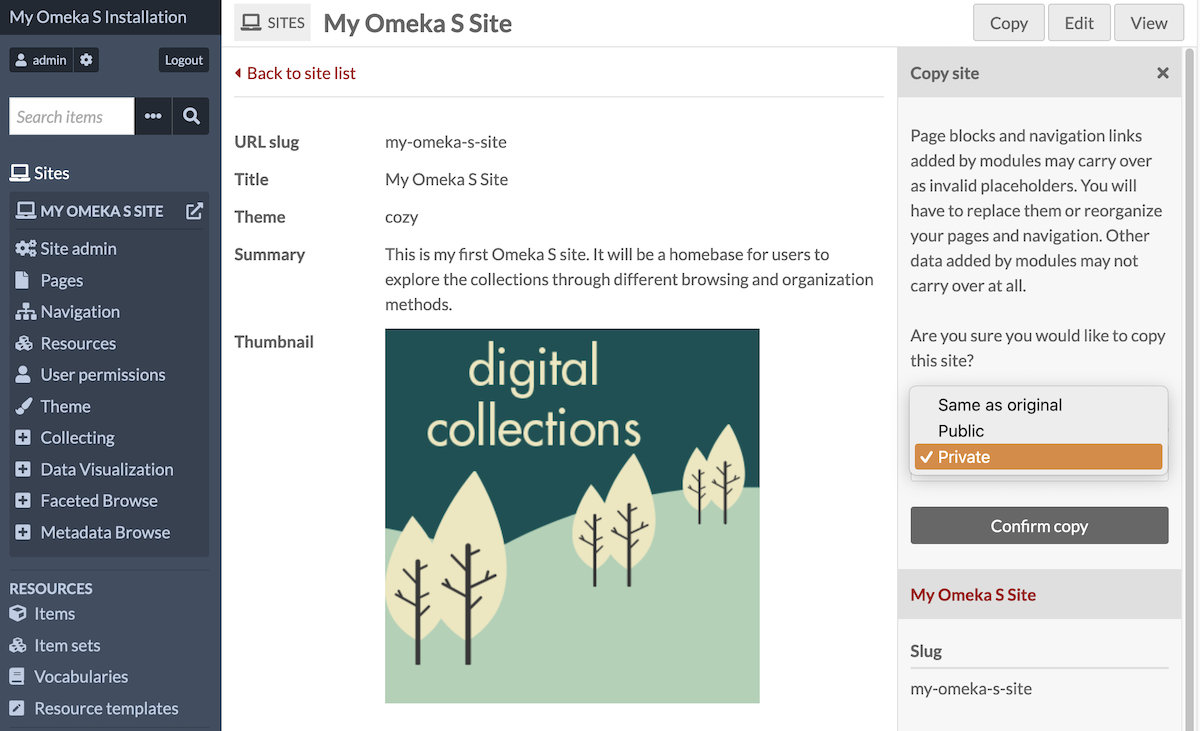 My Omeka S Installation
admin
Logout
Search items
Sites
MY OMEKA S SITE
Site admin
Pages
Navigation
Resources
User permissions
Theme
Collecting
Data Visualization
Faceted Browse
Metadata Browse
RESOURCES
Items
Item sets
Vocabularies
Resource templates
SITES
My Omeka S Site
Copy
Edit
View
Back to site list
URL slug
my-omeka-s-site
Title
My Omeka S Site
Theme
cozy
Summary
This is my first Omeka S site. It will be a homebase for users to
explore the collections through different browsing and organization
methods.
Thumbnail
digital
collections
Copy site
Page blocks and navigation links
added by modules may carry over
as invalid placeholders. You will
have to replace them or reorganize
your pages and navigation. Other
data added by modules may not
carry over at all.
Are you sure you would like to copy
this site?
Same as original
Public
Private
Confirm copy
My Omeka S Site
Slug
my-omeka-s-site